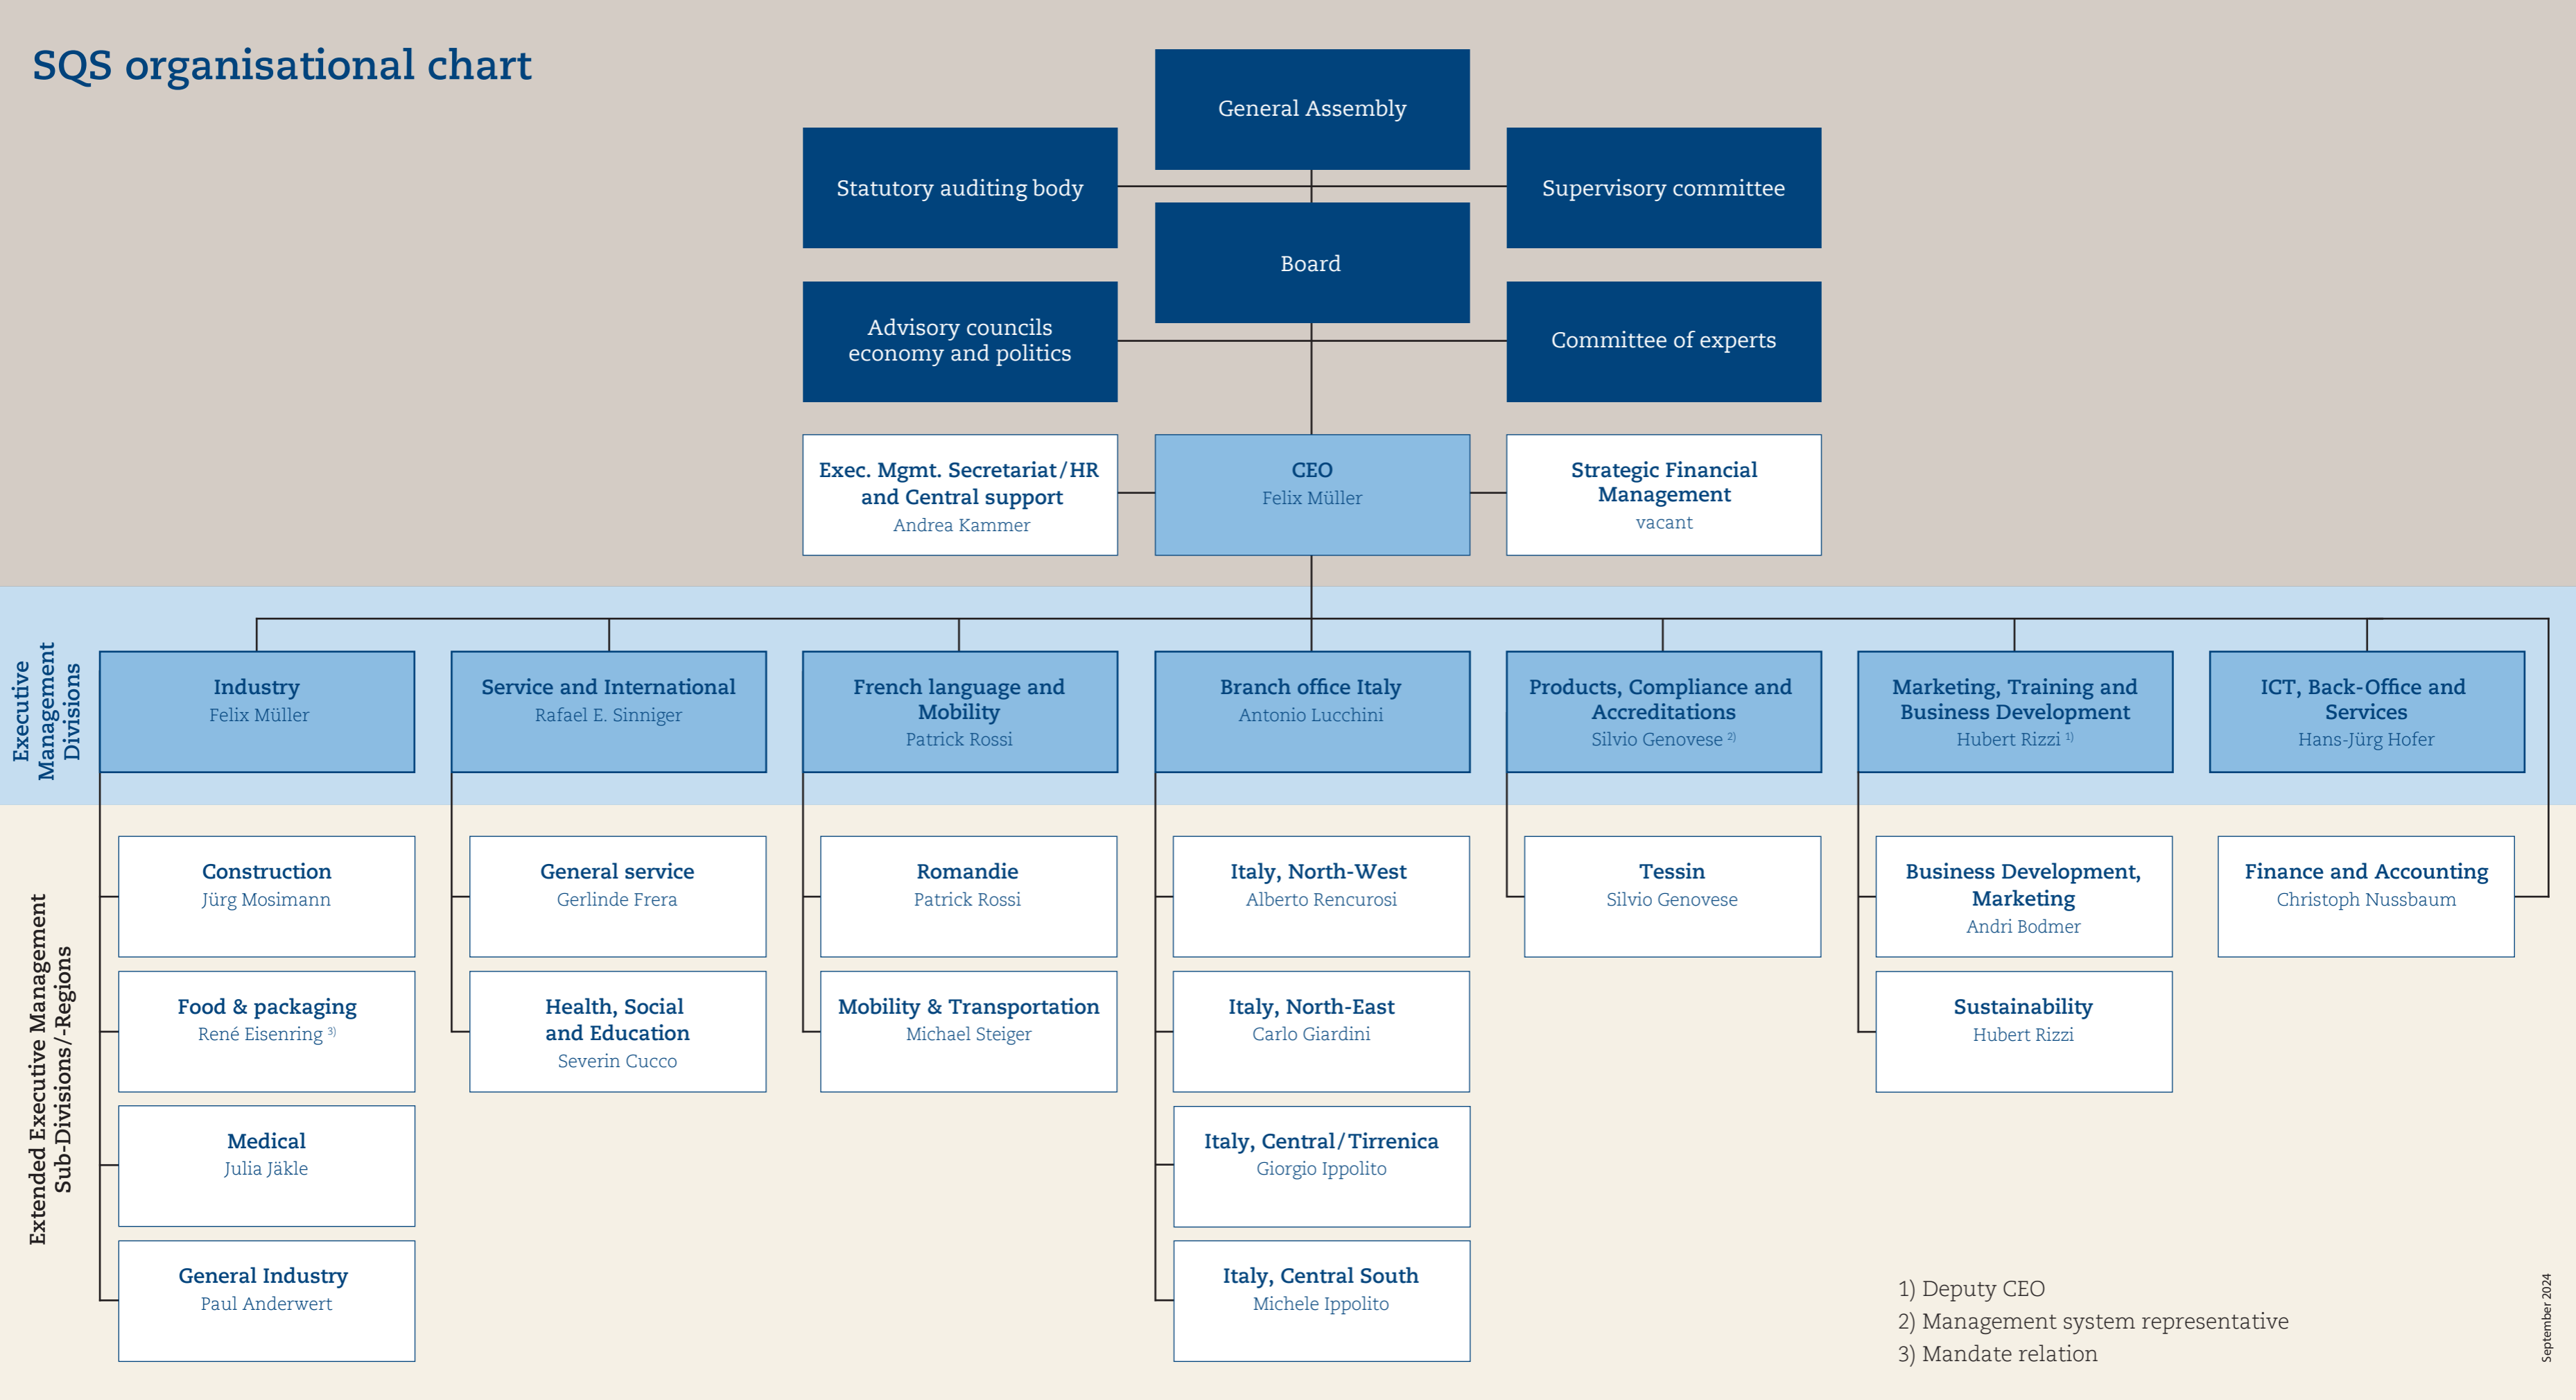 SQS organisational chart
General Assembly
Statutory auditing body
Supervisory committee
Board
Advisory councils
economy and politics
Committee of experts
Exec. Mgmt. Secretariat/HR
and Central support
Andrea Kammer
CEO
Felix Müller
Strategic Financial
Management
vacant
Executive
Management
Divisions
Industry
Felix Müller
Service and International
Rafael E. Sinniger
French language and
Mobility
Patrick Rossi
Branch office Italy
Antonio Lucchini
Products, Compliance and
Accreditations
Silvio Genovese 2)
Marketing, Training and
Business Development
Hubert Rizzi 1)
ICT, Back-Office and
Services
Hans-Jürg Hofer
Extended Executive Management
Sub-Divisions/-Regions
Construction
Jürg Mosimann
Food & packaging
René Eisenring 3)
Medical
Julia Jäkle
General Industry
Paul Anderwert
General service
Gerlinde Frera
Health, Social
and Education
Severin Cucco
Romandie
Patrick Rossi
Mobility & Transportation
Michael Steiger
Italy, North-West
Alberto Rencurosi
Italy, North-East
Carlo Giardini
Italy, Central/Tirrenica
Giorgio Ippolito
Italy, Central South
Michele Ippolito
Tessin
Silvio Genovese
Business Development,
Marketing
Andri Bodmer
Sustainability
Hubert Rizzi
Finance and Accounting
Christoph Nussbaum
1) Deputy CEO
2) Management system representative
3) Mandate relation
September 2024